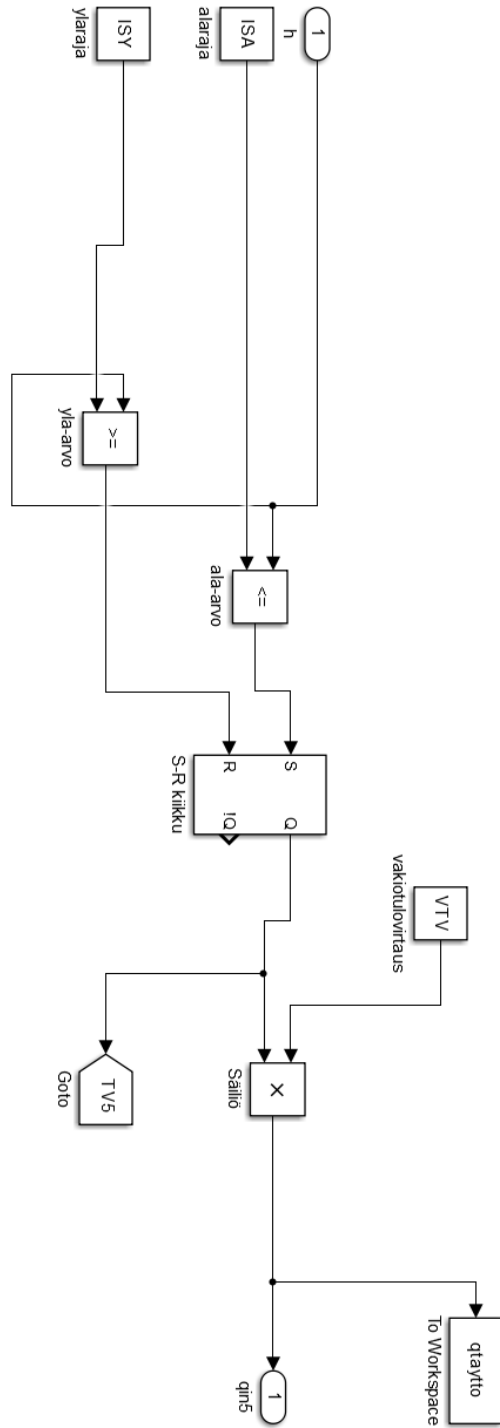 1
h
ISA
alaraja
ISY
ylaraja
>=
yla-arvo
<=
ala-arvo
S
Q
R
!Q
S-R kiikku
VTV
vakiotulovirtaus
×
Säiliö
TV5
Goto
qtaytto
To Workspace
1
qin5